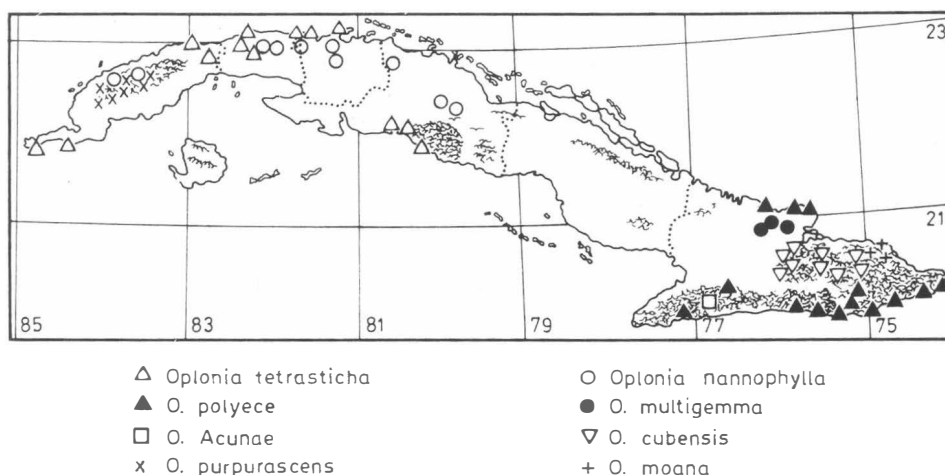 23
21
85
83
81
79
77
75
Oplonia tetrasticha
O. polyece
O. Acunae
O. purpurascens
Oplonia nannophylla
O. multigemma
O. cubensis
O. moana